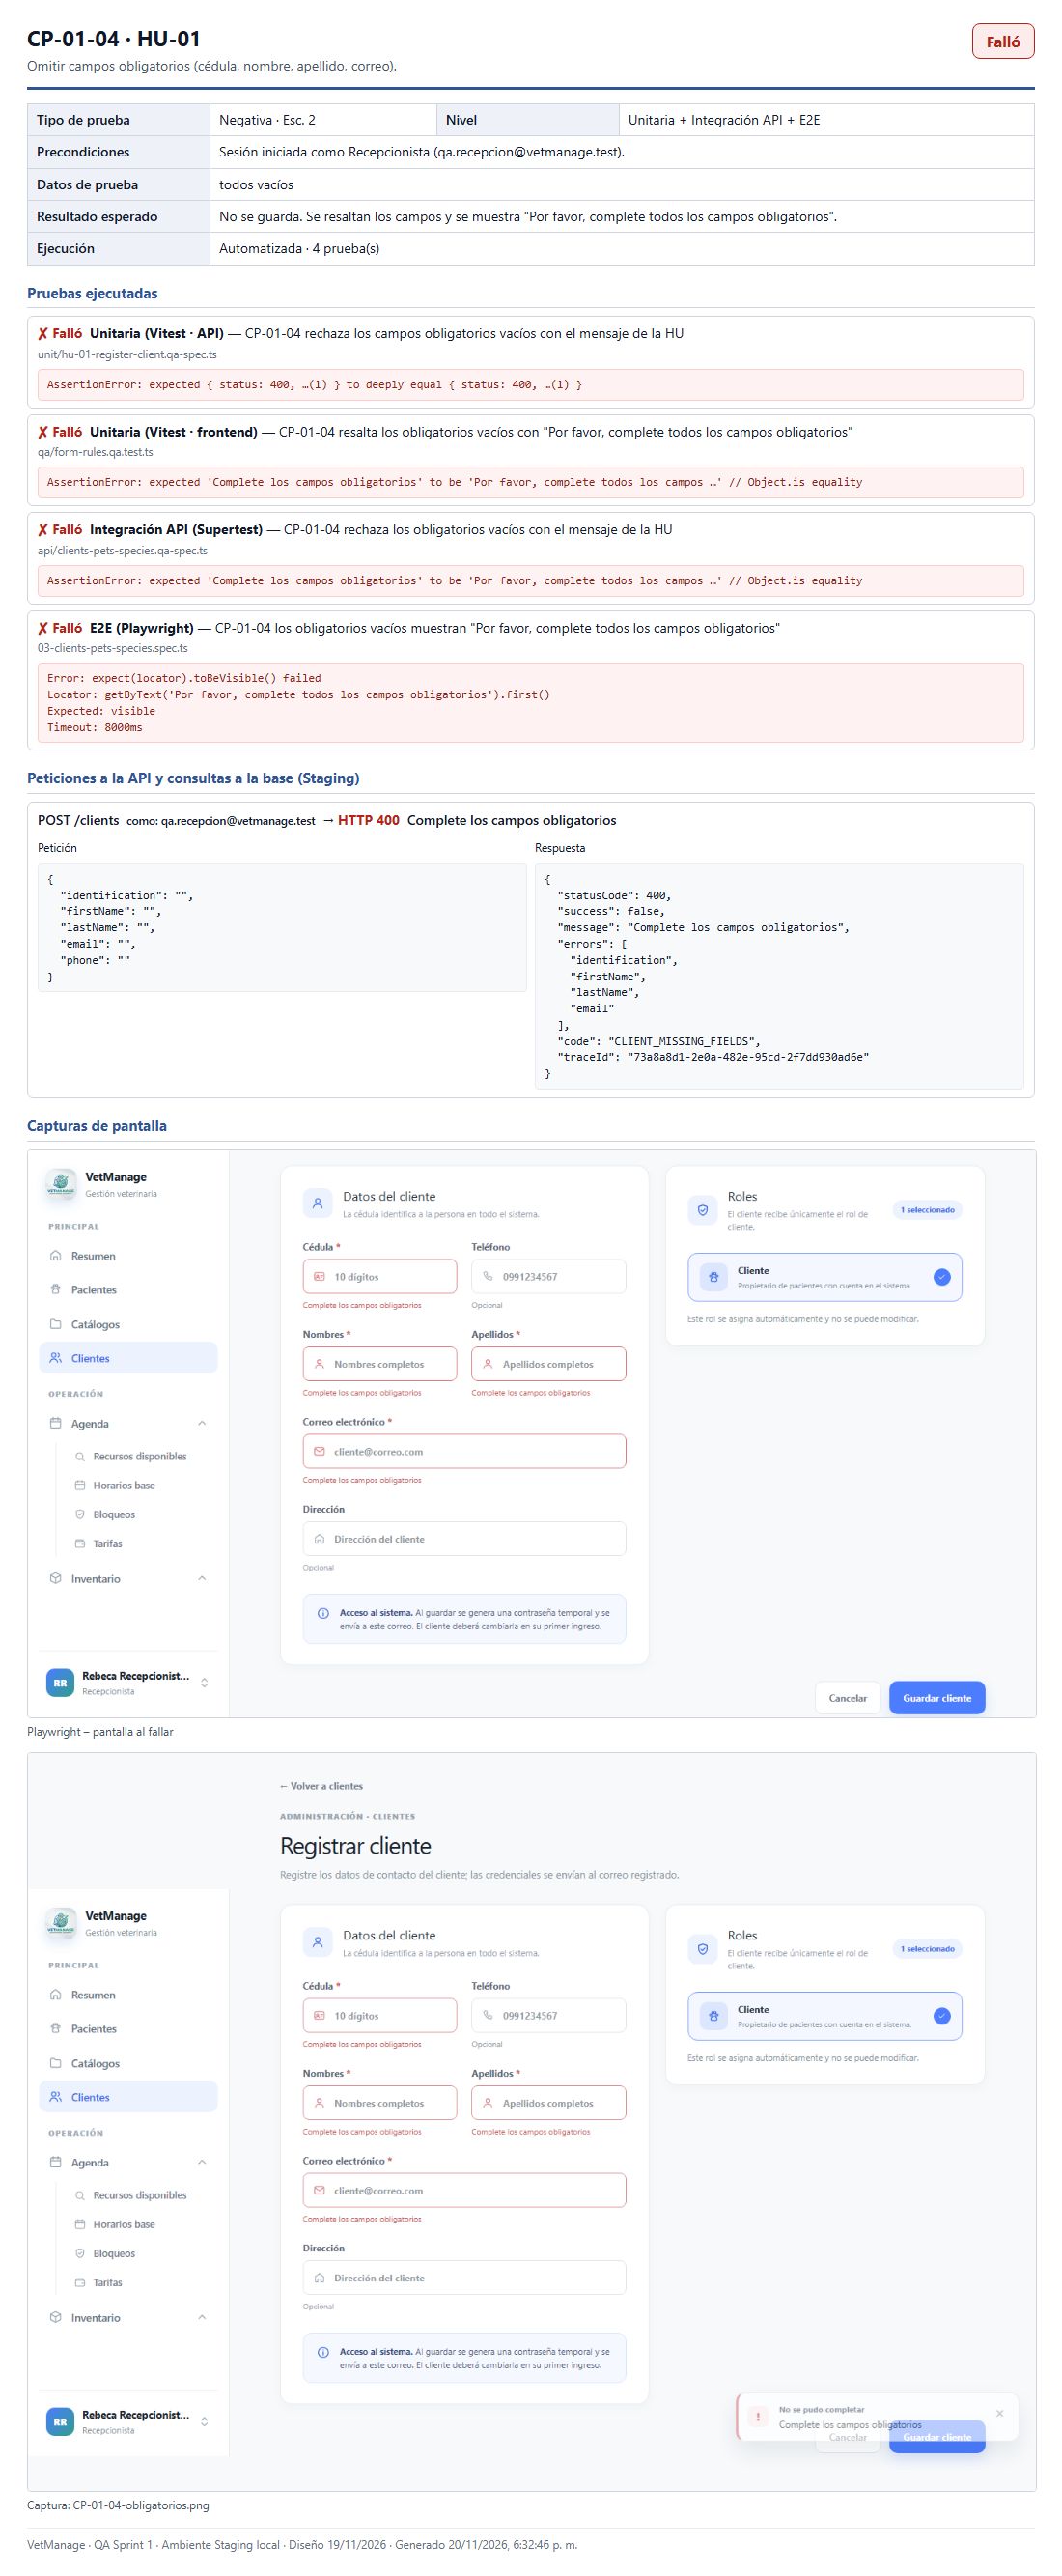 CP-01-04 · HU-01
Falló
Omitir campos obligatorios (cédula, nombre, apellido, correo).
Tipo de prueba Negativa · Esc. 2 Nivel Unitaria + Integración API + E2E
Precondiciones Sesión iniciada como Recepcionista (qa.recepcion@vetmanage.test).
Datos de prueba todos vacíos
Resultado esperado No se guarda. Se resaltan los campos y se muestra "Por favor, complete todos los campos obligatorios".
Ejecución Automatizada · 4 prueba(s)
Pruebas ejecutadas
✗ Falló Unitaria (Vitest · API) — CP-01-04 rechaza los campos obligatorios vacíos con el mensaje de la HU
unit/hu-01-register-client.qa-spec.ts
AssertionError: expected { status: 400, …(1) } to deeply equal { status: 400, …(1) }
✗ Falló Unitaria (Vitest · frontend) — CP-01-04 resalta los obligatorios vacíos con "Por favor, complete todos los campos obligatorios"
qa/form-rules.qa.test.ts
AssertionError: expected 'Complete los campos obligatorios' to be 'Por favor, complete todos los campos …' // Object.is equality
✗ Falló Integración API (Supertest) — CP-01-04 rechaza los obligatorios vacíos con el mensaje de la HU
api/clients-pets-species.qa-spec.ts
AssertionError: expected 'Complete los campos obligatorios' to be 'Por favor, complete todos los campos …' // Object.is equality
✗ Falló E2E (Playwright) — CP-01-04 los obligatorios vacíos muestran "Por favor, complete todos los campos obligatorios"
03-clients-pets-species.spec.ts
Error: expect(locator).toBeVisible() failed
Locator: getByText('Por favor, complete todos los campos obligatorios').first()
Expected: visible
Timeout: 8000ms
Peticiones a la API y consultas a la base (Staging)
POST /clients como: qa.recepcion@vetmanage.test → HTTP 400 Complete los campos obligatorios
Petición
{
"identification": "",
"firstName": "",
"lastName": "",
"email": "",
"phone": ""
}
Respuesta
{
"statusCode": 400,
"success": false,
"message": "Complete los campos obligatorios",
"errors": [
"identification",
"firstName",
"lastName",
"email"
],
"code": "CLIENT_MISSING_FIELDS",
"traceId": "73a8a8d1-2e0a-482e-95cd-2f7dd930ad6e"
}
Capturas de pantalla
VetManage
Gestión veterinaria
PRINCIPAL
Resumen
Pacientes
Catálogos
Clientes
OPERACIÓN
Agenda
Recursos disponibles
Horarios base
Bloqueos
Tarifas
Inventario
RR
Rebeca Recepcionist...
Recepcionista
Datos del cliente
La cédula identifica a la persona en todo el sistema.
Cédula * Teléfono
10 dígitos 0991234567
Complete los campos obligatorios Opcional
Nombres * Apellidos *
Nombres completos Apellidos completos
Complete los campos obligatorios Complete los campos obligatorios
Correo electrónico *
cliente@correo.com
Complete los campos obligatorios
Dirección
Dirección del cliente
Opcional
Acceso al sistema. Al guardar se genera una contraseña temporal y se
envía a este correo. El cliente deberá cambiarla en su primer ingreso.
Roles
El cliente recibe únicamente el rol de
cliente.
1 seleccionado
Cliente
Propietario de pacientes con cuenta en el sistema.
Este rol se asigna automáticamente y no se puede modificar.
Cancelar Guardar cliente
Playwright – pantalla al fallar
← Volver a clientes
ADMINISTRACIÓN · CLIENTES
Registrar cliente
Registre los datos de contacto del cliente; las credenciales se envían al correo registrado.
VetManage
Gestión veterinaria
PRINCIPAL
Resumen
Pacientes
Catálogos
Clientes
OPERACIÓN
Agenda
Recursos disponibles
Horarios base
Bloqueos
Tarifas
Inventario
RR
Rebeca Recepcionist...
Recepcionista
Datos del cliente
La cédula identifica a la persona en todo el sistema.
Cédula * Teléfono
10 dígitos 0991234567
Complete los campos obligatorios Opcional
Nombres * Apellidos *
Nombres completos Apellidos completos
Complete los campos obligatorios Complete los campos obligatorios
Correo electrónico *
cliente@correo.com
Complete los campos obligatorios
Dirección
Dirección del cliente
Opcional
Acceso al sistema. Al guardar se genera una contraseña temporal y se
envía a este correo. El cliente deberá cambiarla en su primer ingreso.
Roles
El cliente recibe únicamente el rol de
cliente.
1 seleccionado
Cliente
Propietario de pacientes con cuenta en el sistema.
Este rol se asigna automáticamente y no se puede modificar.
No se pudo completar
Complete los campos obligatorios
Cancelar Guardar cliente
Captura: CP-01-04-obligatorios.png
VetManage · QA Sprint 1 · Ambiente Staging local · Diseño 19/11/2026 · Generado 20/11/2026, 6:32:46 p. m.